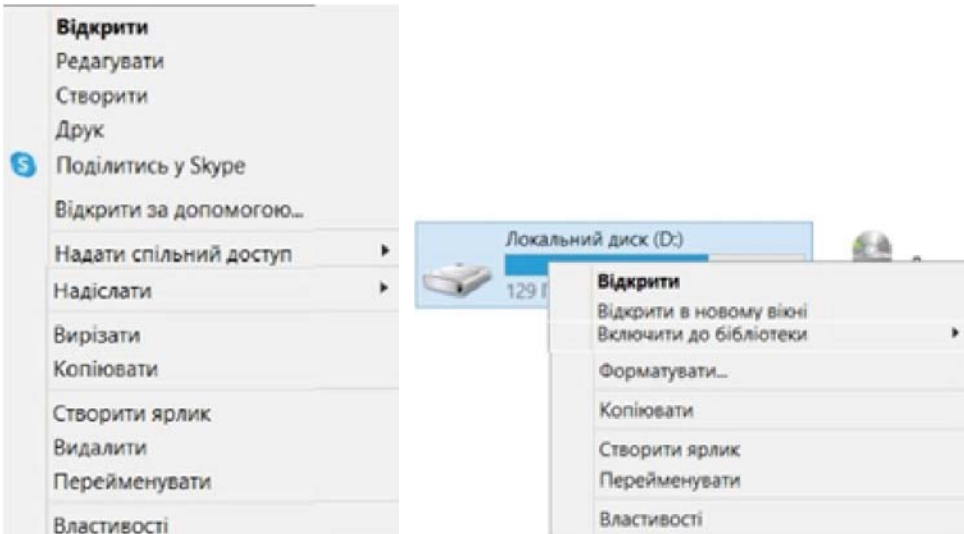 Відкрити
Редагувати
Створити
Друк
Поділитись у Skype
Відкрити за допомогою...
Надати спільний доступ
Надіслати
Вирізати
Копіювати
Створити ярлик
Видалити
Перейменувати
Властивості
Локальний диск (D:)
129 Г
Відкрити
Відкрити в новому вікні
Включити до бібліотеки
Форматувати...
Копіювати
Створити ярлик
Перейменувати
Властивості